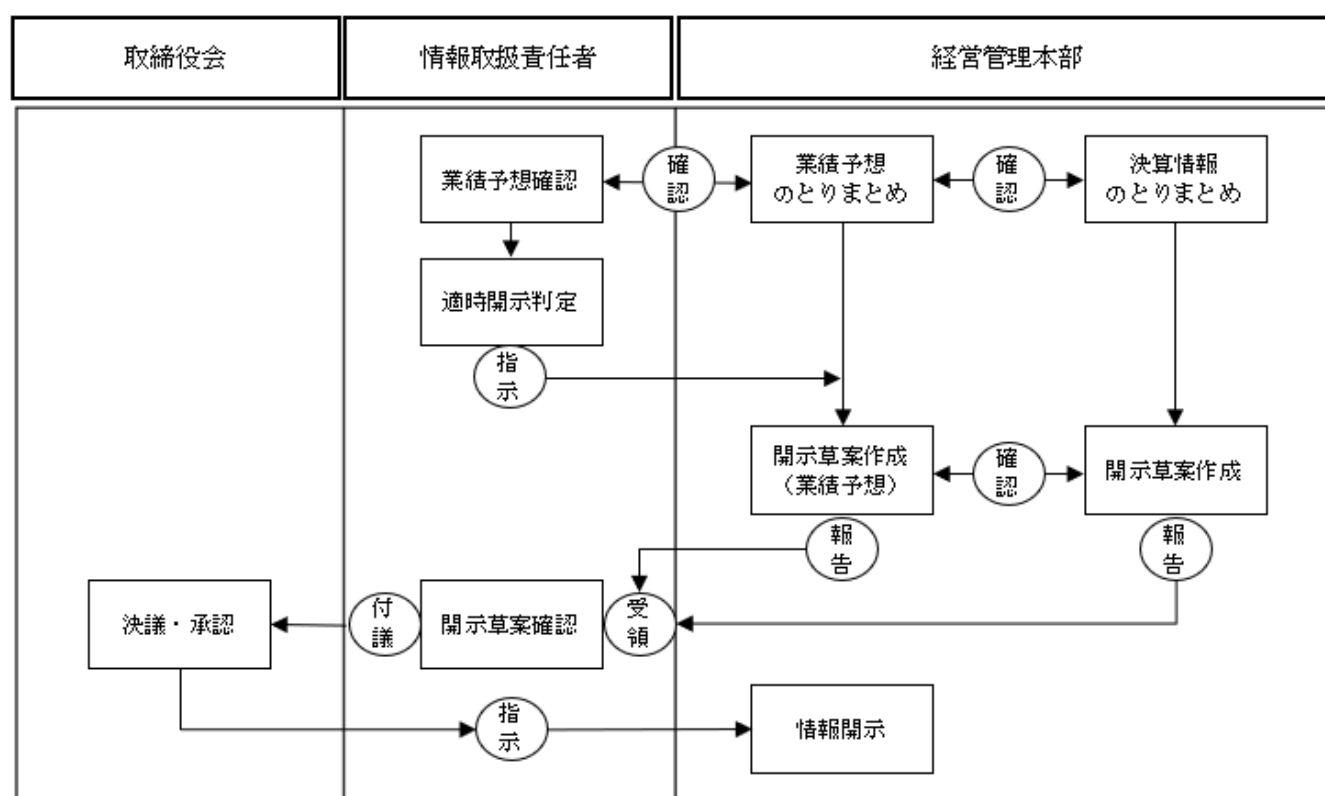 取締役会
情報取扱責任者
経営管理本部
業績予想確認
確
認
業績予想
のとりまとめ
確
認
決算情報
のとりまとめ
適時開示判定
指
示
開示草案作成
（業績予想）
確
認
開示草案作成
報
告
報
告
決議・承認
付
議
開示草案確認
受
領
指
示
情報開示